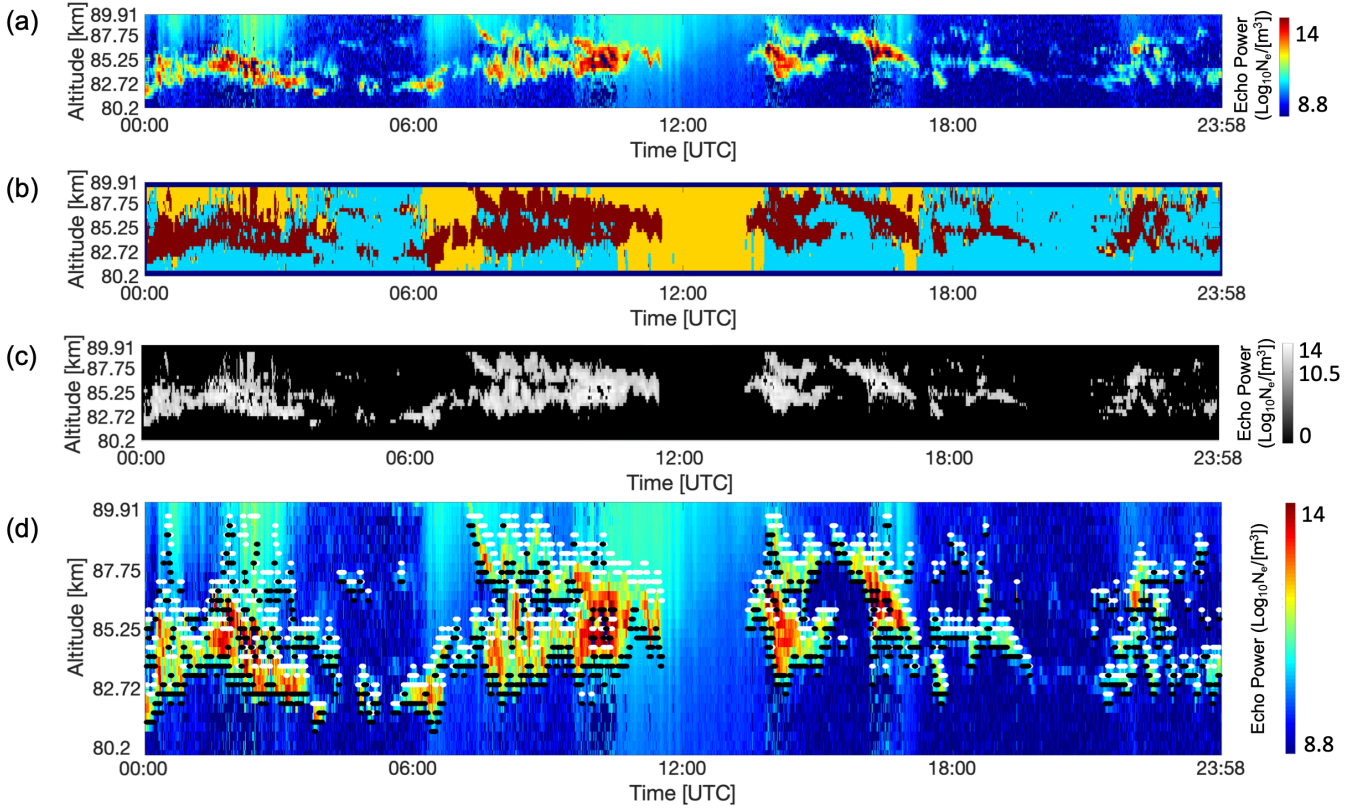 (a)
Altitude [km]
89.91
87.75
85.25
82.72
80.2
00:00
06:00
12:00
18:00
23:58
Time [UTC]
Echo Power
(Log₁₀Nₑ/[m³])
14
8.8
(b)
Altitude [km]
89.91
87.75
85.25
82.72
80.2
00:00
06:00
12:00
18:00
23:58
Time [UTC]
(c)
Altitude [km]
89.91
87.75
85.25
82.72
80.2
00:00
06:00
12:00
18:00
23:58
Time [UTC]
Echo Power
(Log₁₀Nₑ/[m³])
14
10.5
0
(d)
Altitude [km]
89.91
87.75
85.25
82.72
80.2
00:00
06:00
12:00
18:00
23:58
Time [UTC]
Echo Power (Log₁₀Nₑ/[m³])
14
8.8